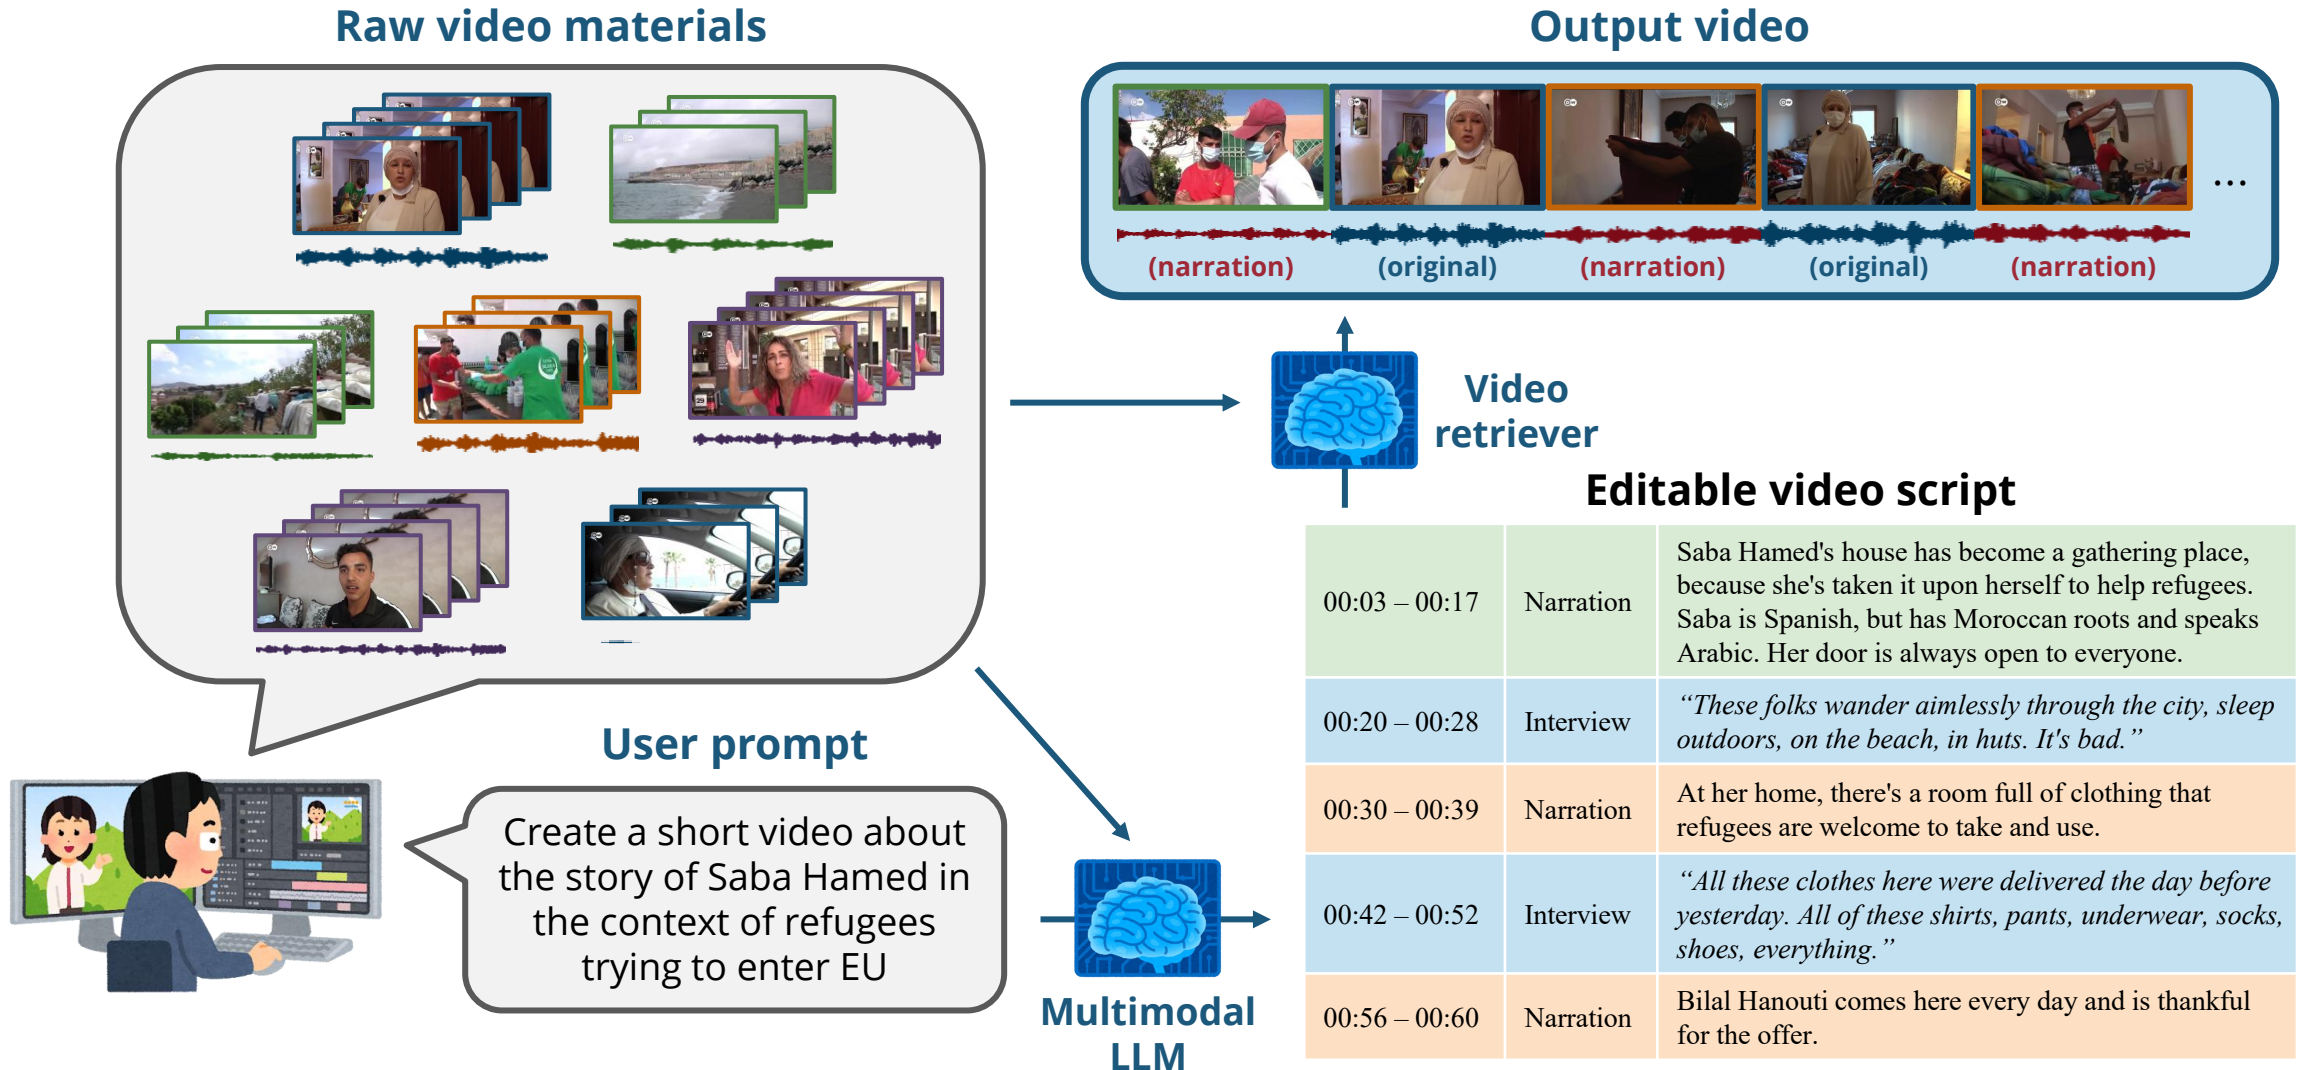 Raw video materials
Output video
(narration)
(original)
(narration)
(original)
(narration)
...
29
Video
retriever
Editable video script
00:03 – 00:17
Narration
Saba Hamed's house has become a gathering place,
because she's taken it upon herself to help refugees.
Saba is Spanish, but has Moroccan roots and speaks
Arabic. Her door is always open to everyone.
00:20 – 00:28
Interview
“These folks wander aimlessly through the city, sleep
outdoors, on the beach, in huts. It's bad.”
00:30 – 00:39
Narration
At her home, there's a room full of clothing that
refugees are welcome to take and use.
00:42 – 00:52
Interview
“All these clothes here were delivered the day before
yesterday. All of these shirts, pants, underwear, socks,
shoes, everything.”
00:56 – 00:60
Narration
Bilal Hanouti comes here every day and is thankful
for the offer.
User prompt
Create a short video about
the story of Saba Hamed in
the context of refugees
trying to enter EU
Multimodal
LLM